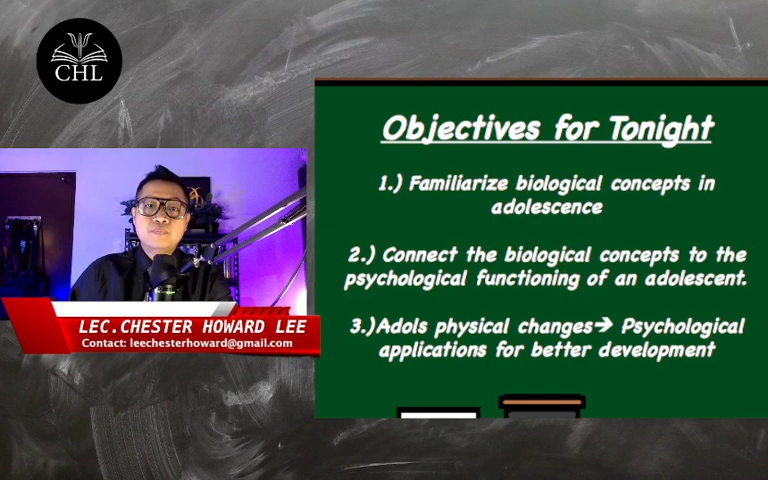 CHL
Objectives for Tonight
1.) Familiarize biological concepts in
adolescence
2.) Connect the biological concepts to the
psychological functioning of an adolescent.
3.)Adols physical changes→ Psychological
applications for better development
LEC.CHESTER HOWARD LEE
Contact: leechesterhoward@gmail.com